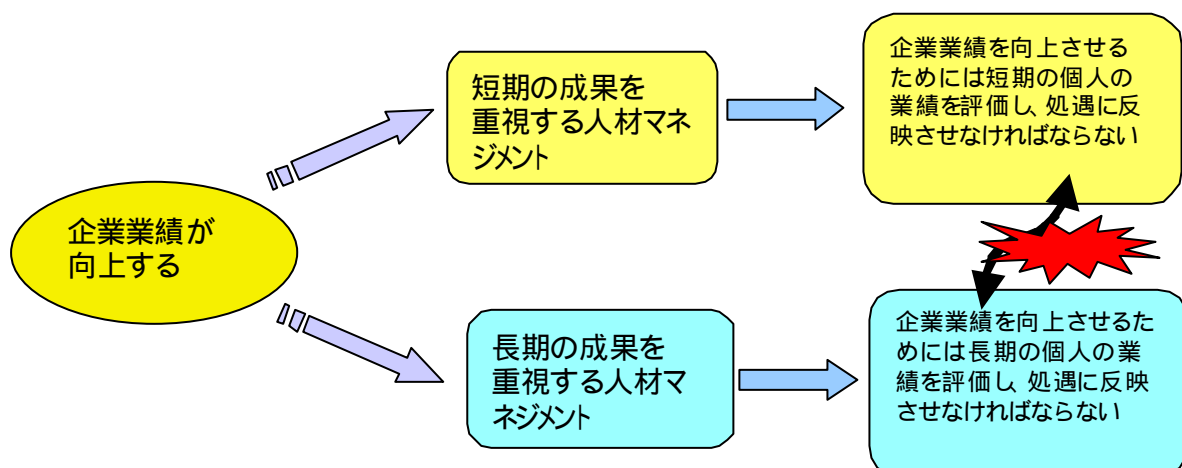 企業業績が
向上する
短期の成果を
重視する人材マネ
ジメント
企業業績を向上させる
ためには短期の個人の
業績を評価し、処遇に反
映させなければならない
長期の成果を
重視する人材マ
ネジメント
企業業績を向上させるた
めには長期の個人の業
績を評価し、処遇に反映
させなければならない